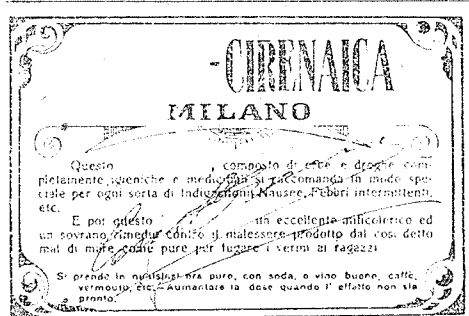 -CIRENAICA
MILANO
Questo composto di erbe e droghe com-
pletamente igieniche e medicinali si raccomanda in modo spe-
ciale per ogni sorta di Indigestioni, Nausee, Febbri intermittenti,
etc.
E poi questo un eccellente anticolerico ed
un sovrano rimedio contro il malessere prodotto dal così detto
mal di mare come pure per fugare i vermi ai ragazzi
Si prende in qualsiasi ora puro, con soda, o vino buono, caffè,
vermouth, etc. - Aumentare la dose quando l' effetto non sia
pronto.